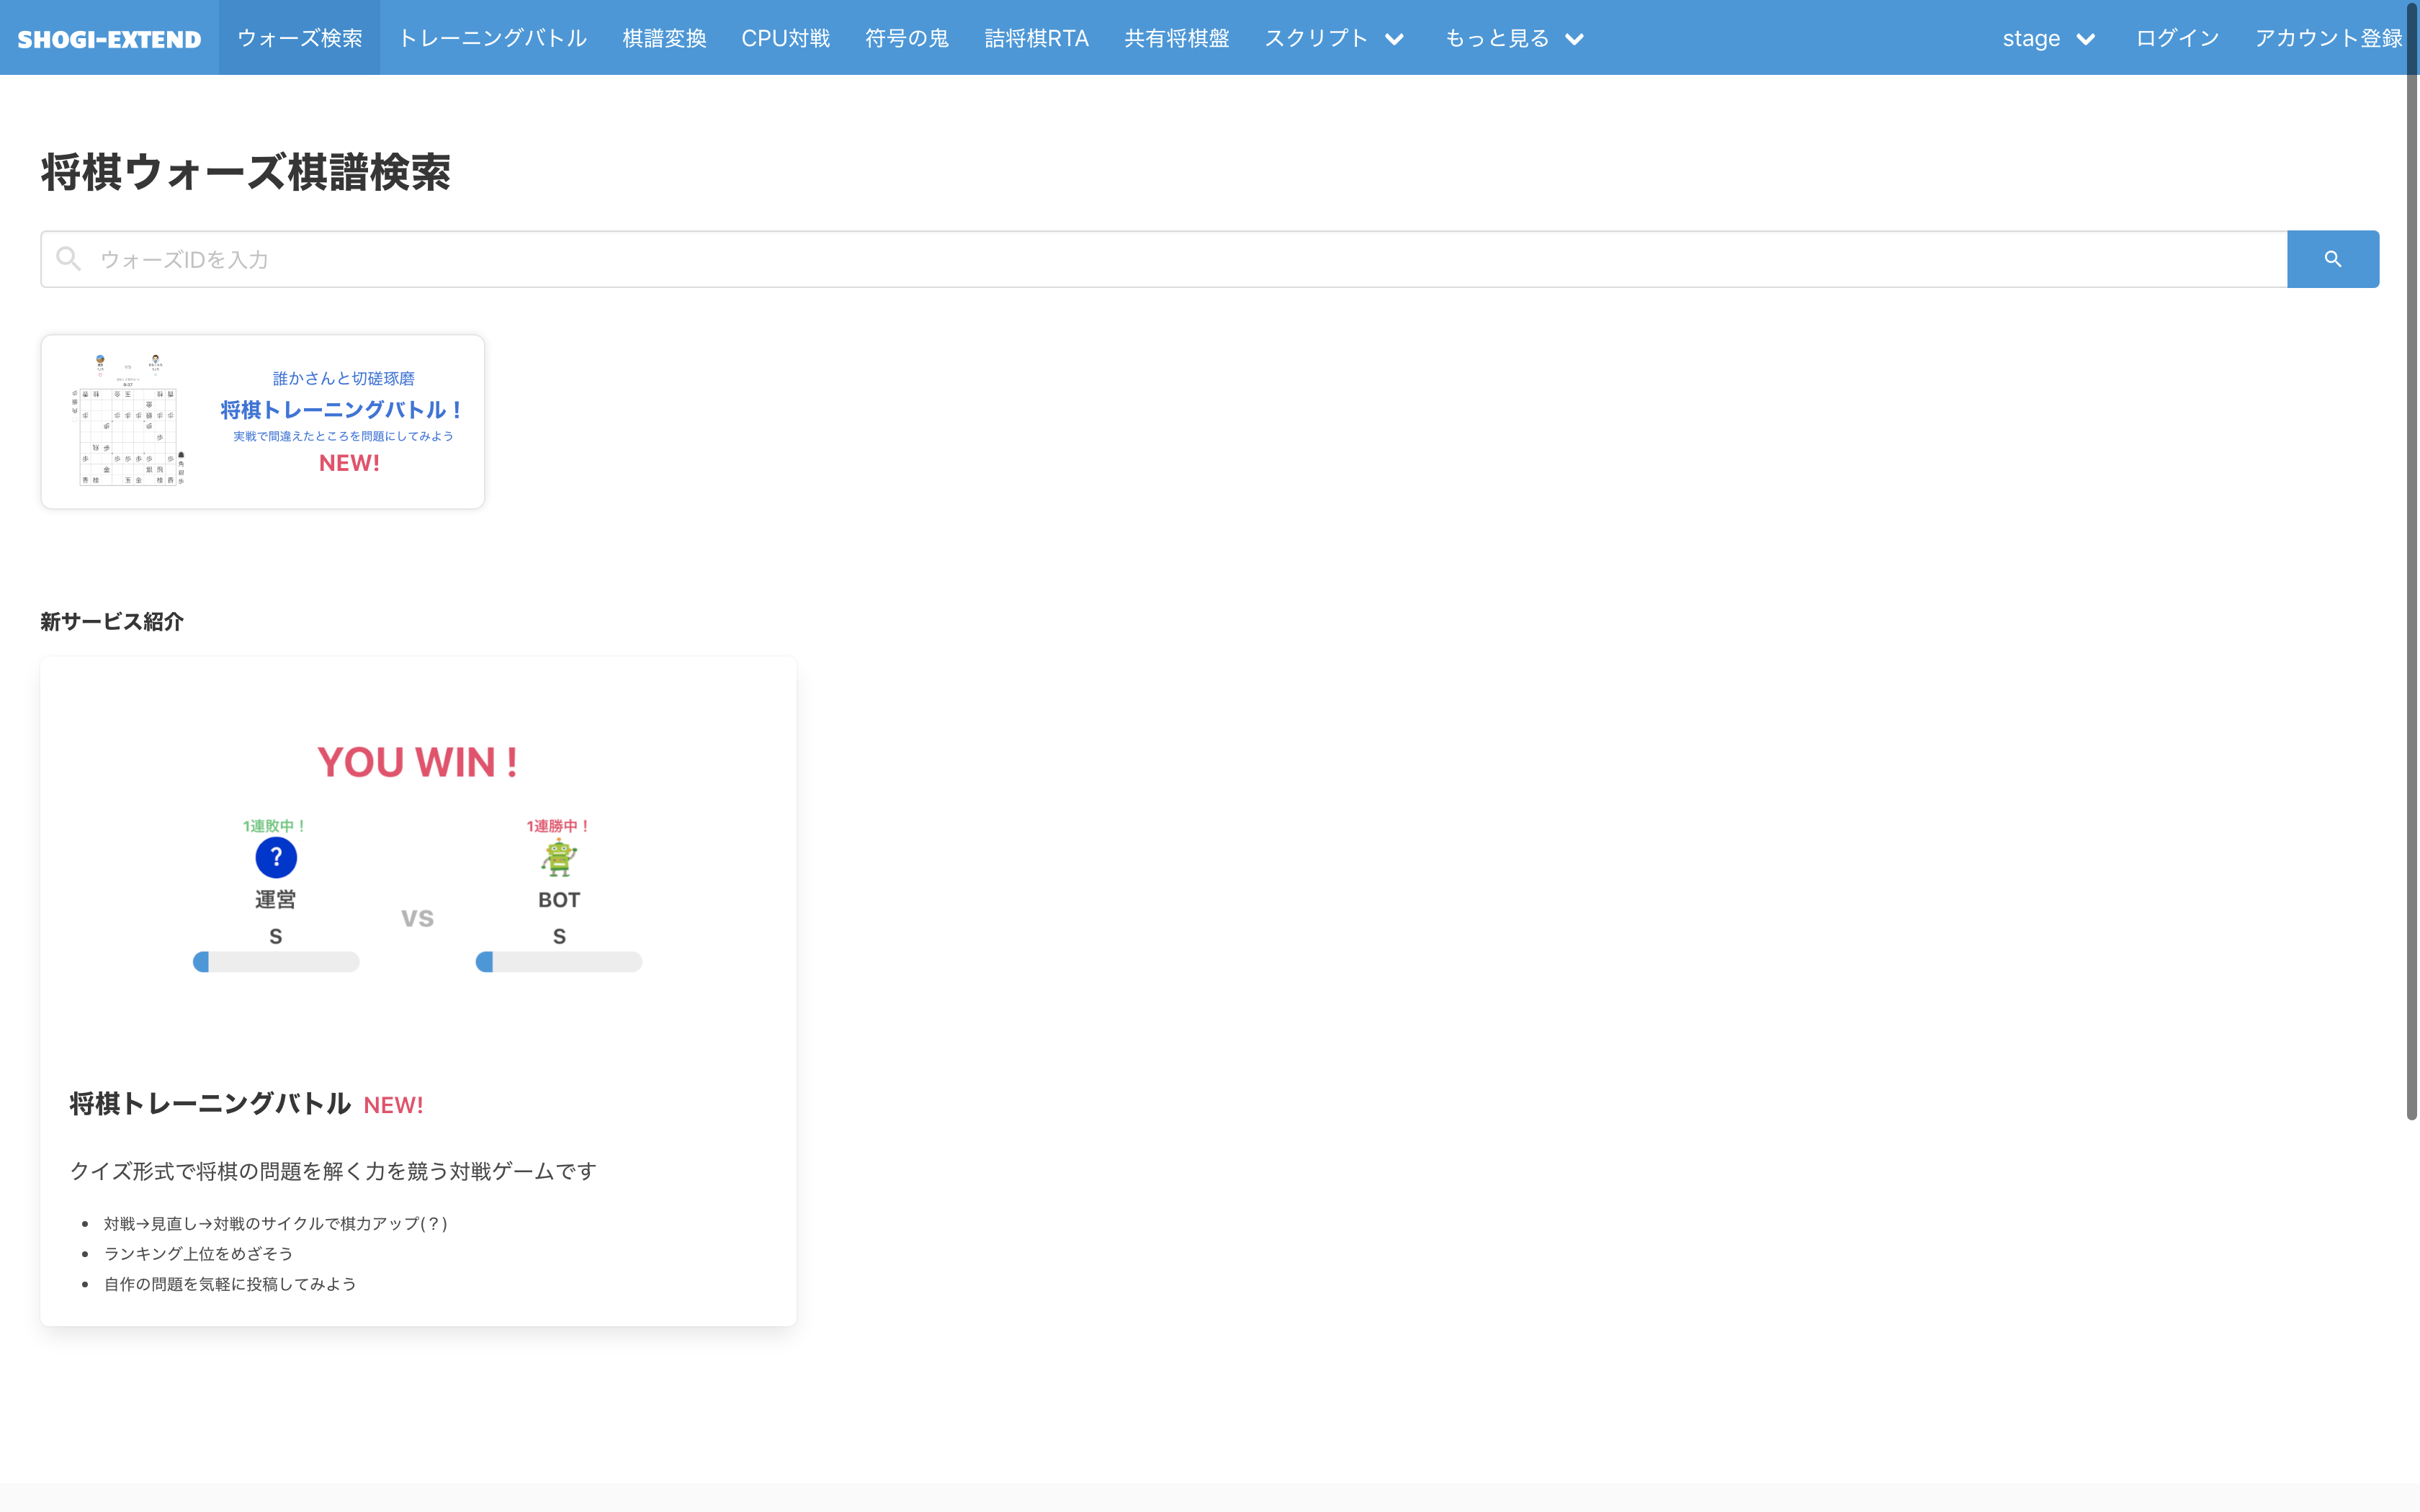 SHOGI-EXTEND ウォーズ検索 トレーニングバトル 棋譜変換 CPU対戦 符号の鬼 詰将棋RTA 共有将棋盤 スクリプト もっと見る stage ログイン アカウント登録
将棋ウォーズ棋譜検索
ウォーズIDを入力
誰かさんと切磋琢磨
将棋トレーニングバトル！
実戦で間違えたところを問題にしてみよう
NEW!
新サービス紹介
YOU WIN !
1連敗中！ 1連勝中！
?
運営 vs BOT
S S
将棋トレーニングバトル NEW!
クイズ形式で将棋の問題を解く力を競う対戦ゲームです
対戦→見直し→対戦のサイクルで棋力アップ(？)
ランキング上位をめざそう
自作の問題を気軽に投稿してみよう